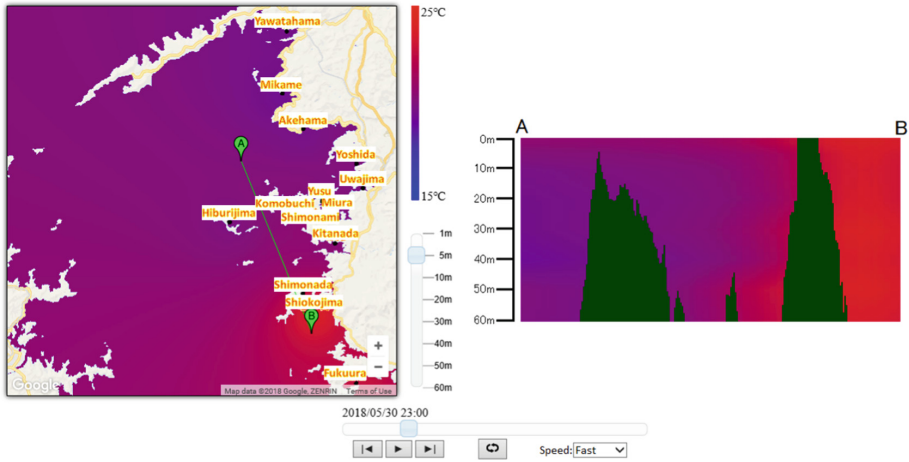 Yawatahama
Mikame
Akehama
A
Yoshida
Uwajima
Yusu
Komobuchi Miura
Hiburijima
Shimonami
Kitanada
Shimonada
Shiokojima
B
Fukuura
+
−
Google
Map data ©2018 Google, ZENRIN Terms of Use
25℃
15℃
1m
5m
10m
20m
30m
40m
50m
60m
A B
0m
10m
20m
30m
40m
50m
60m
2018/05/30 23:00
Speed: Fast